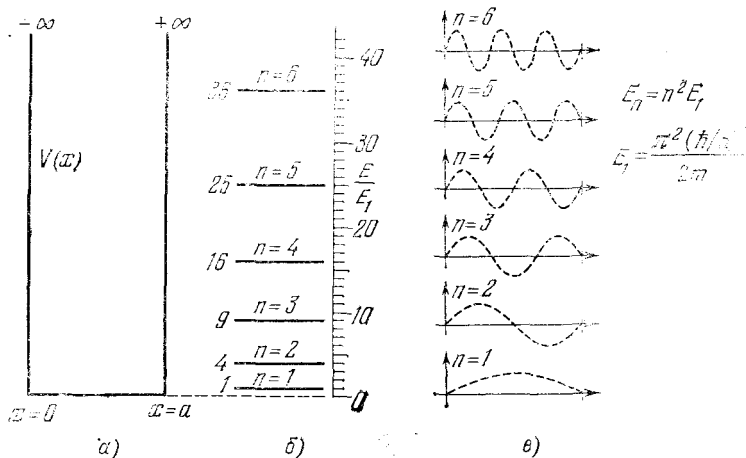 +∞ +∞
V(x)
x=0
x=a
а)
36 n=6
25 n=5
16 n=4
9 n=3
4 n=2
1 n=1
40
30
E
E₁
20
10
0
б)
n=6
n=5
n=4
n=3
n=2
n=1
в)
Eₙ=n²E₁
E₁=π²(ħ/a)
2m